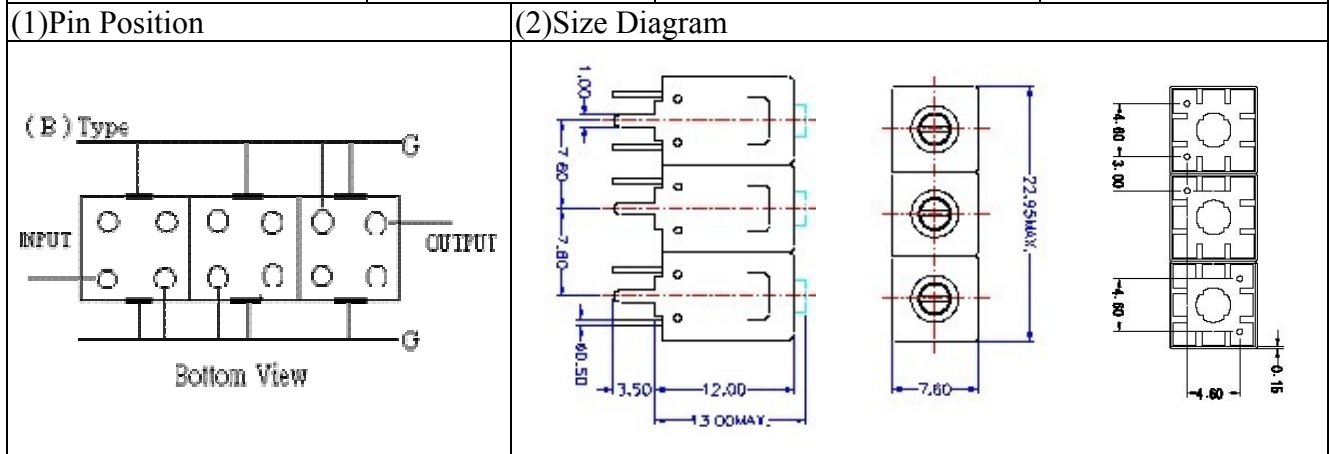 (1)Pin Position
(2)Size Diagram
(B)Type
G
INPUT
OUTPUT
G
Bottom View
1.00
7.60
7.60
ø0.50
3.50
12.00
13.00MAX.
7.60
22.95MAX.
4.60
3.00
4.60
4.60
0.15